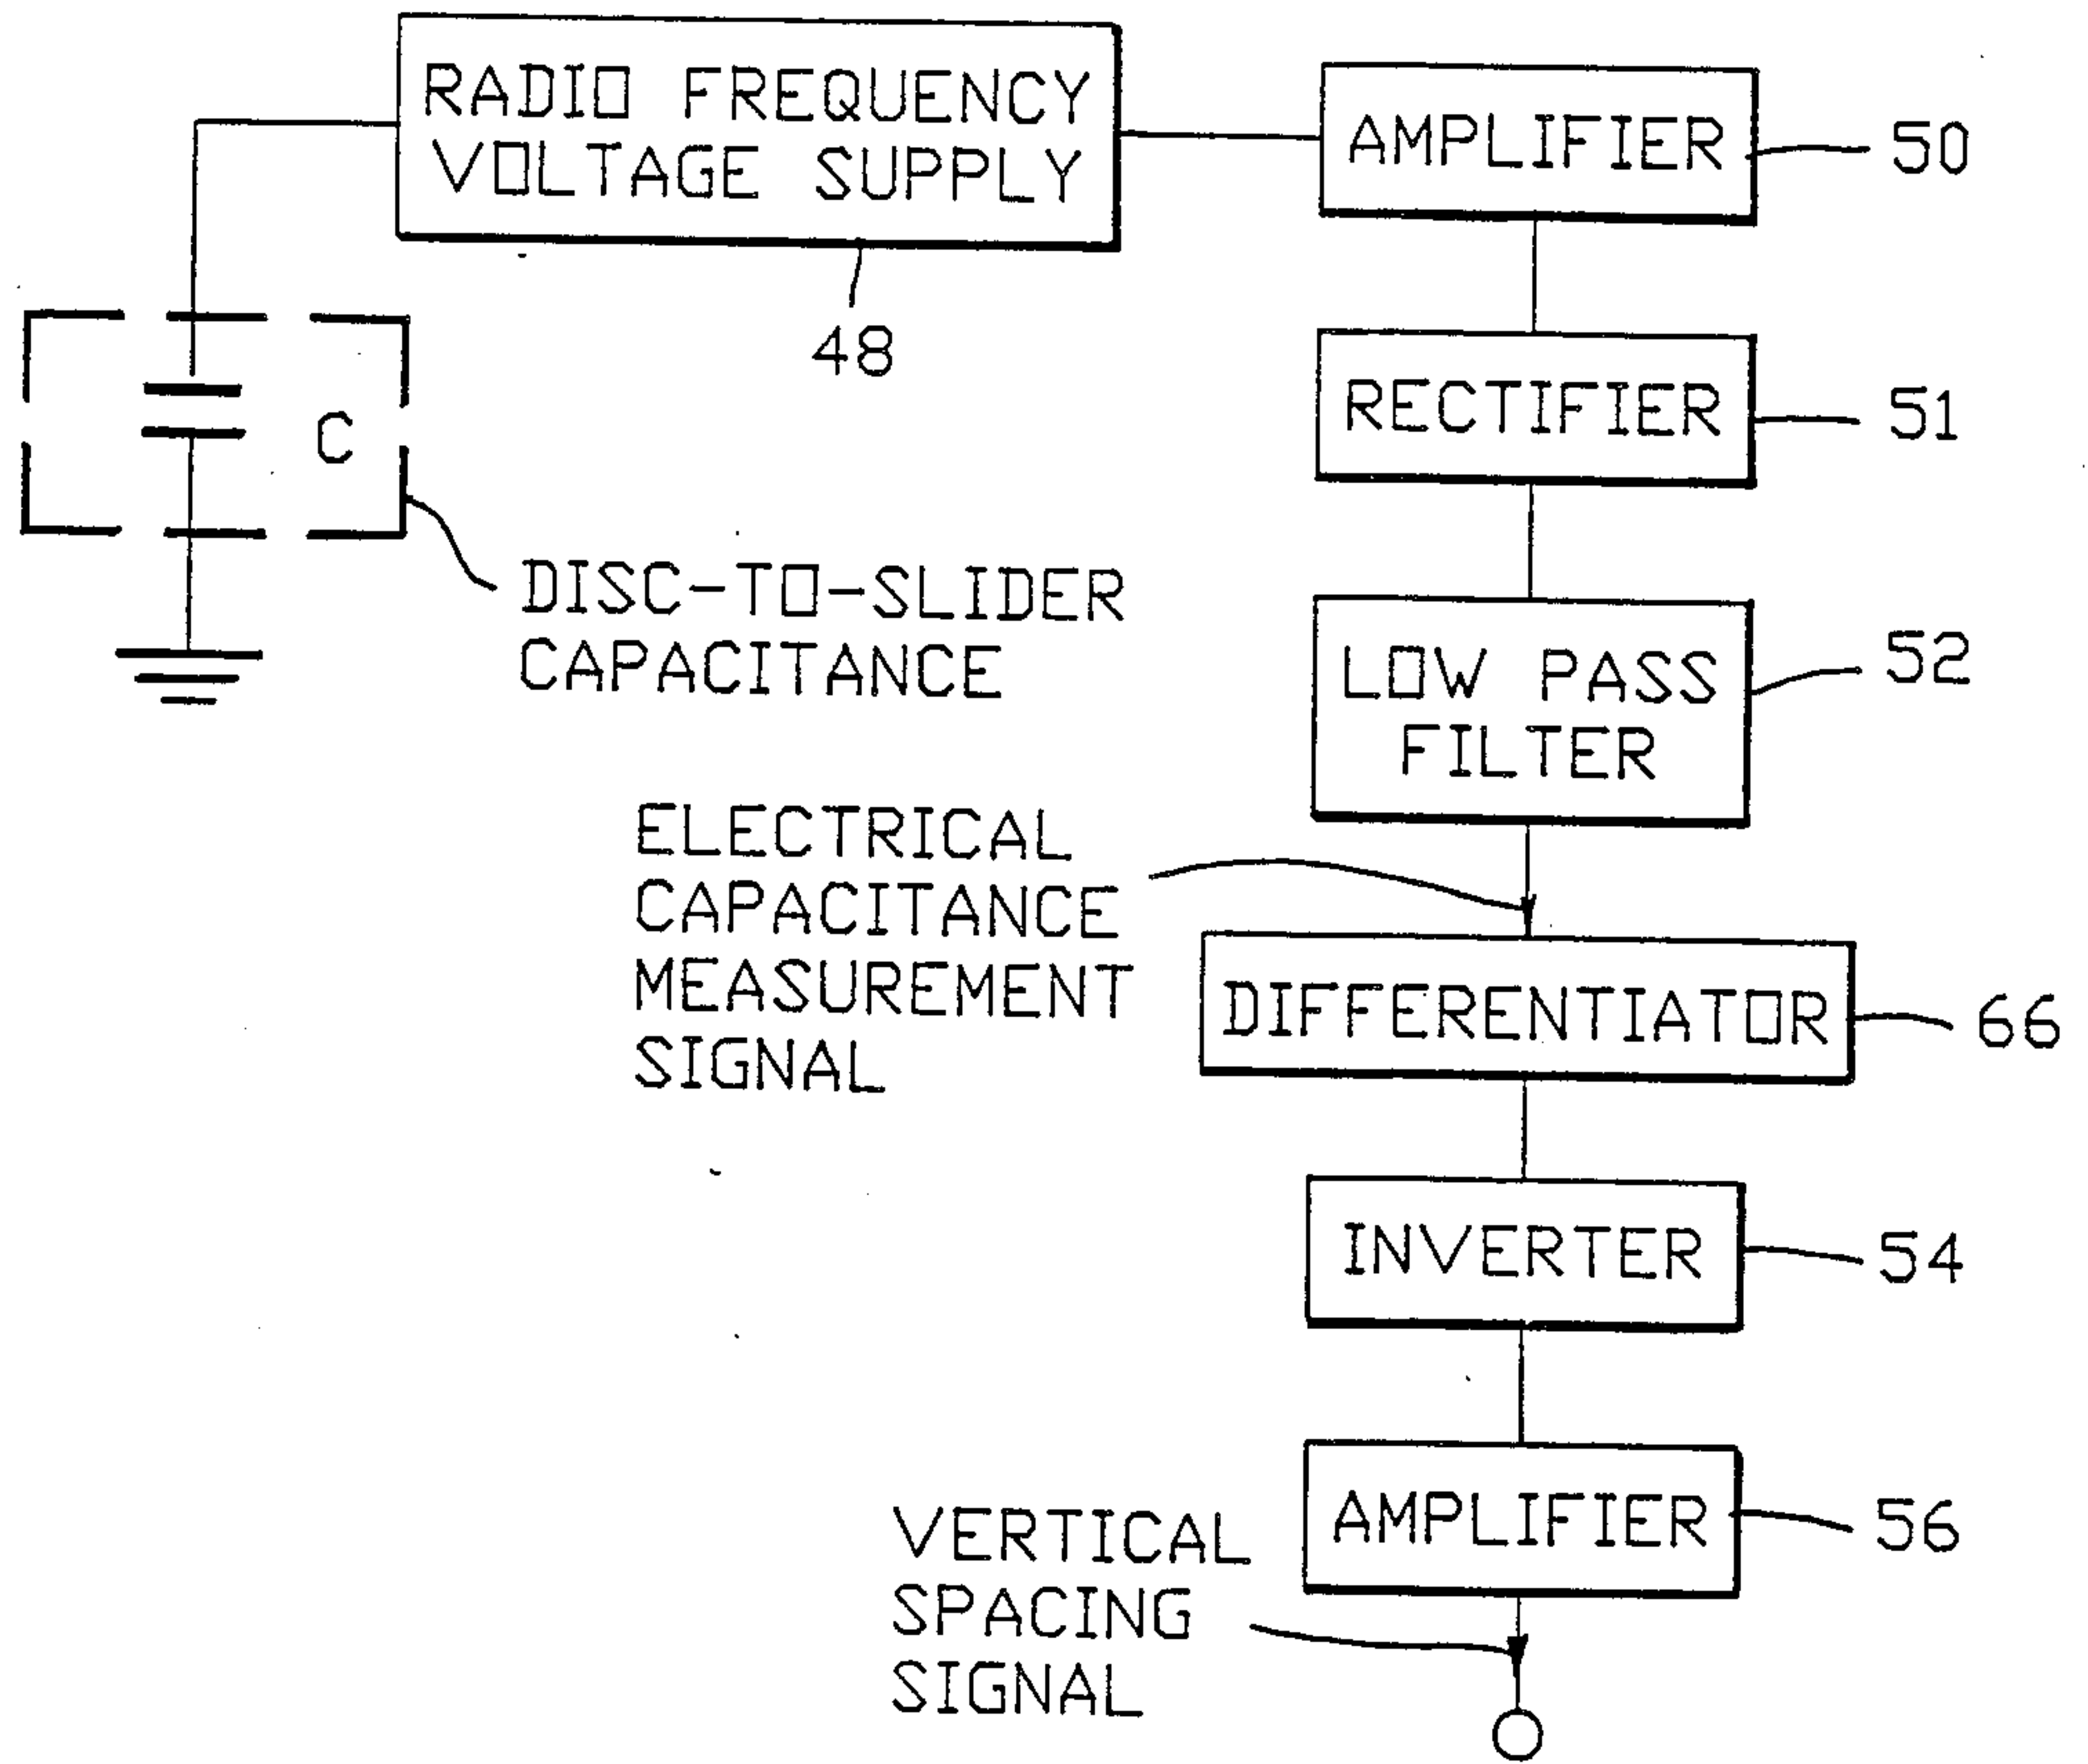 RADIO FREQUENCY
VOLTAGE SUPPLY
48
AMPLIFIER
50
RECTIFIER
51
C
DISC-TO-SLIDER
CAPACITANCE
LOW PASS
FILTER
52
ELECTRICAL
CAPACITANCE
MEASUREMENT
SIGNAL
DIFFERENTIATOR
66
INVERTER
54
AMPLIFIER
56
VERTICAL
SPACING
SIGNAL